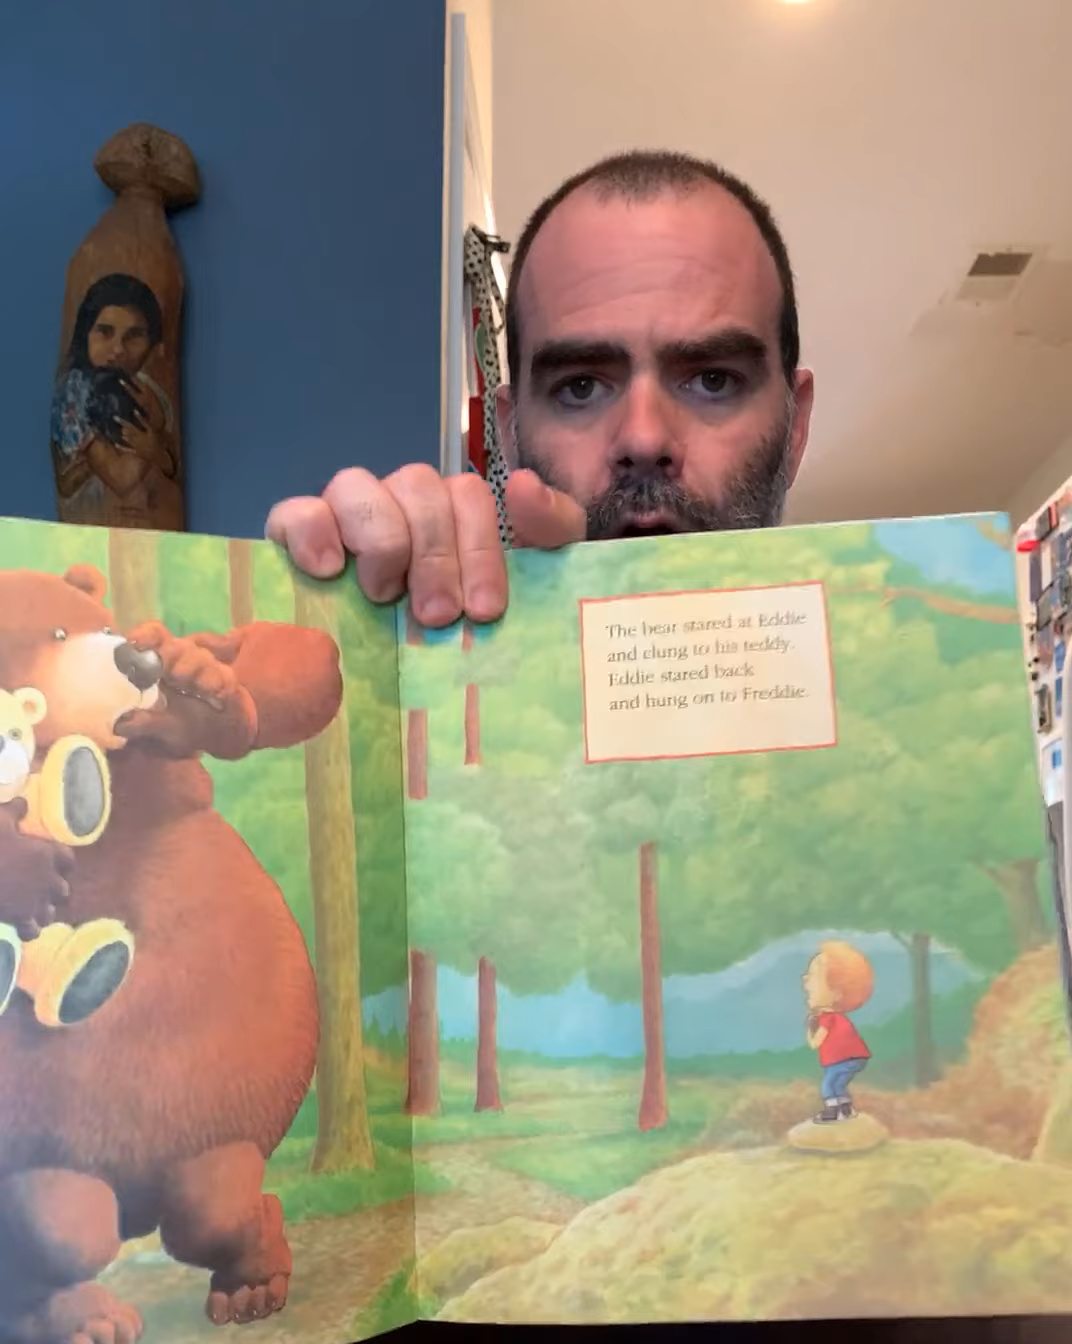 The bear stared at Eddie
and clung to his teddy.
Eddie stared back
and hung on to Freddie.